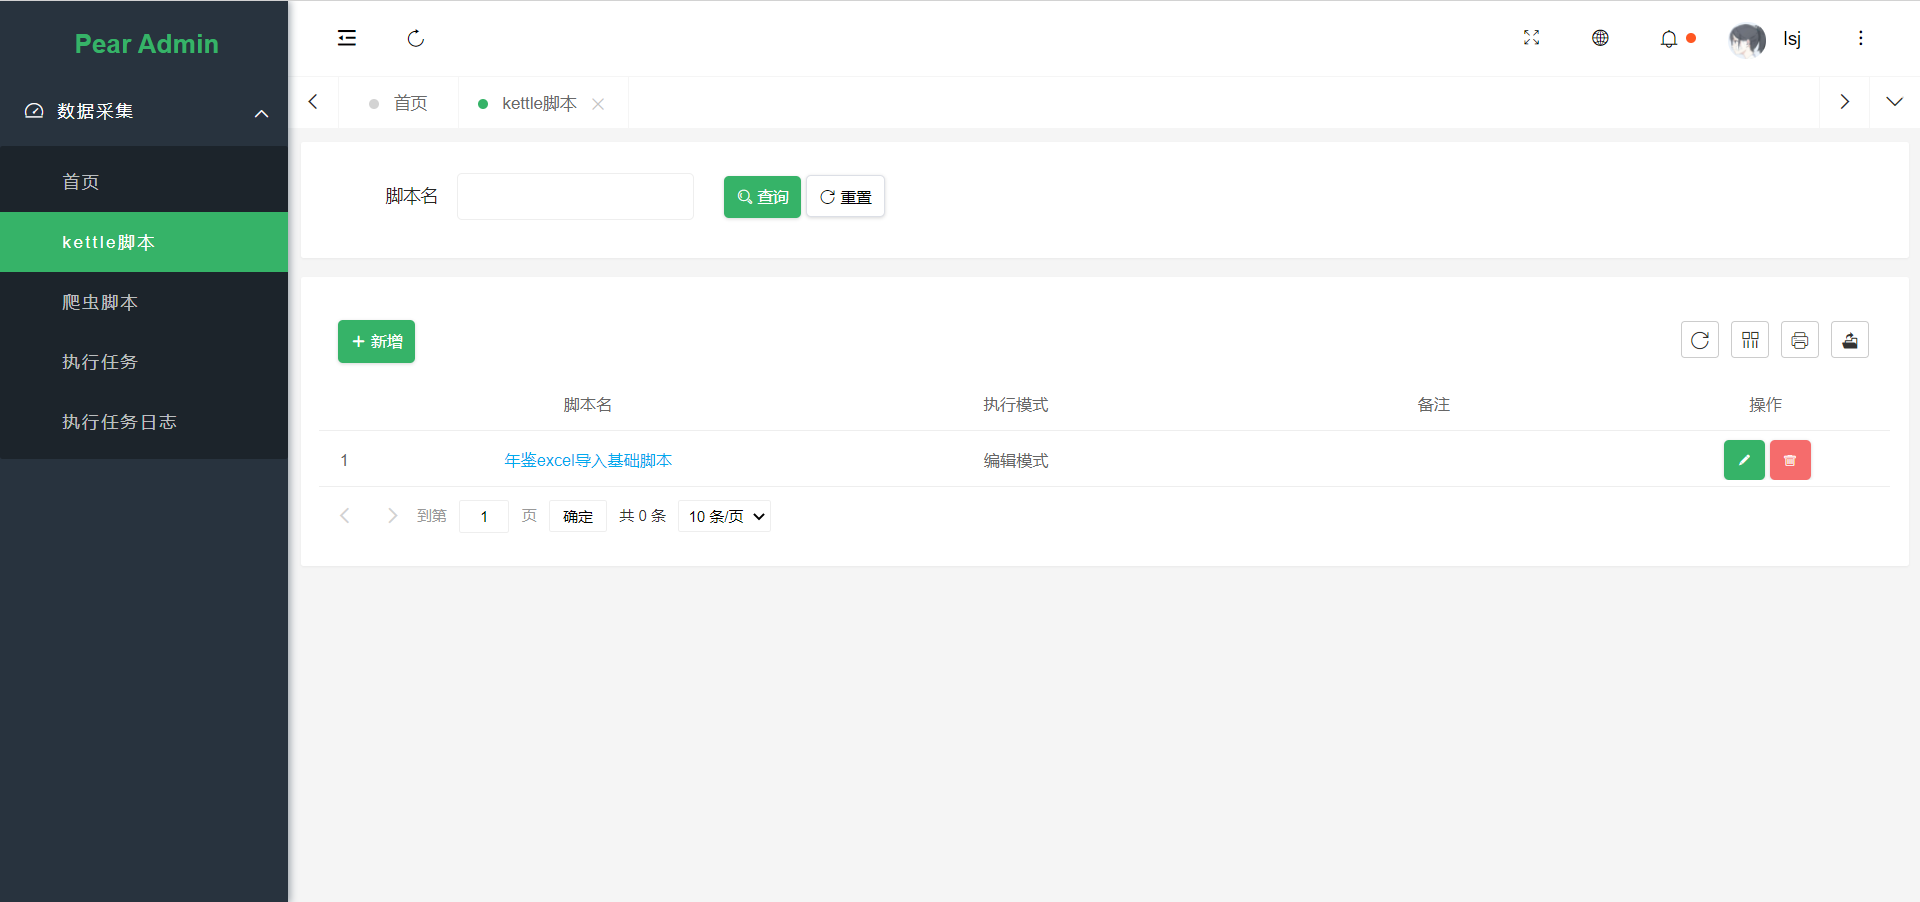 Pear Admin
lsj
数据采集
首页
kettle脚本
首页
kettle脚本
爬虫脚本
执行任务
执行任务日志
脚本名
查询
重置
新增
脚本名 执行模式 备注 操作
1 年鉴excel导入基础脚本 编辑模式
到第 1 页 确定 共 0 条 10 条/页